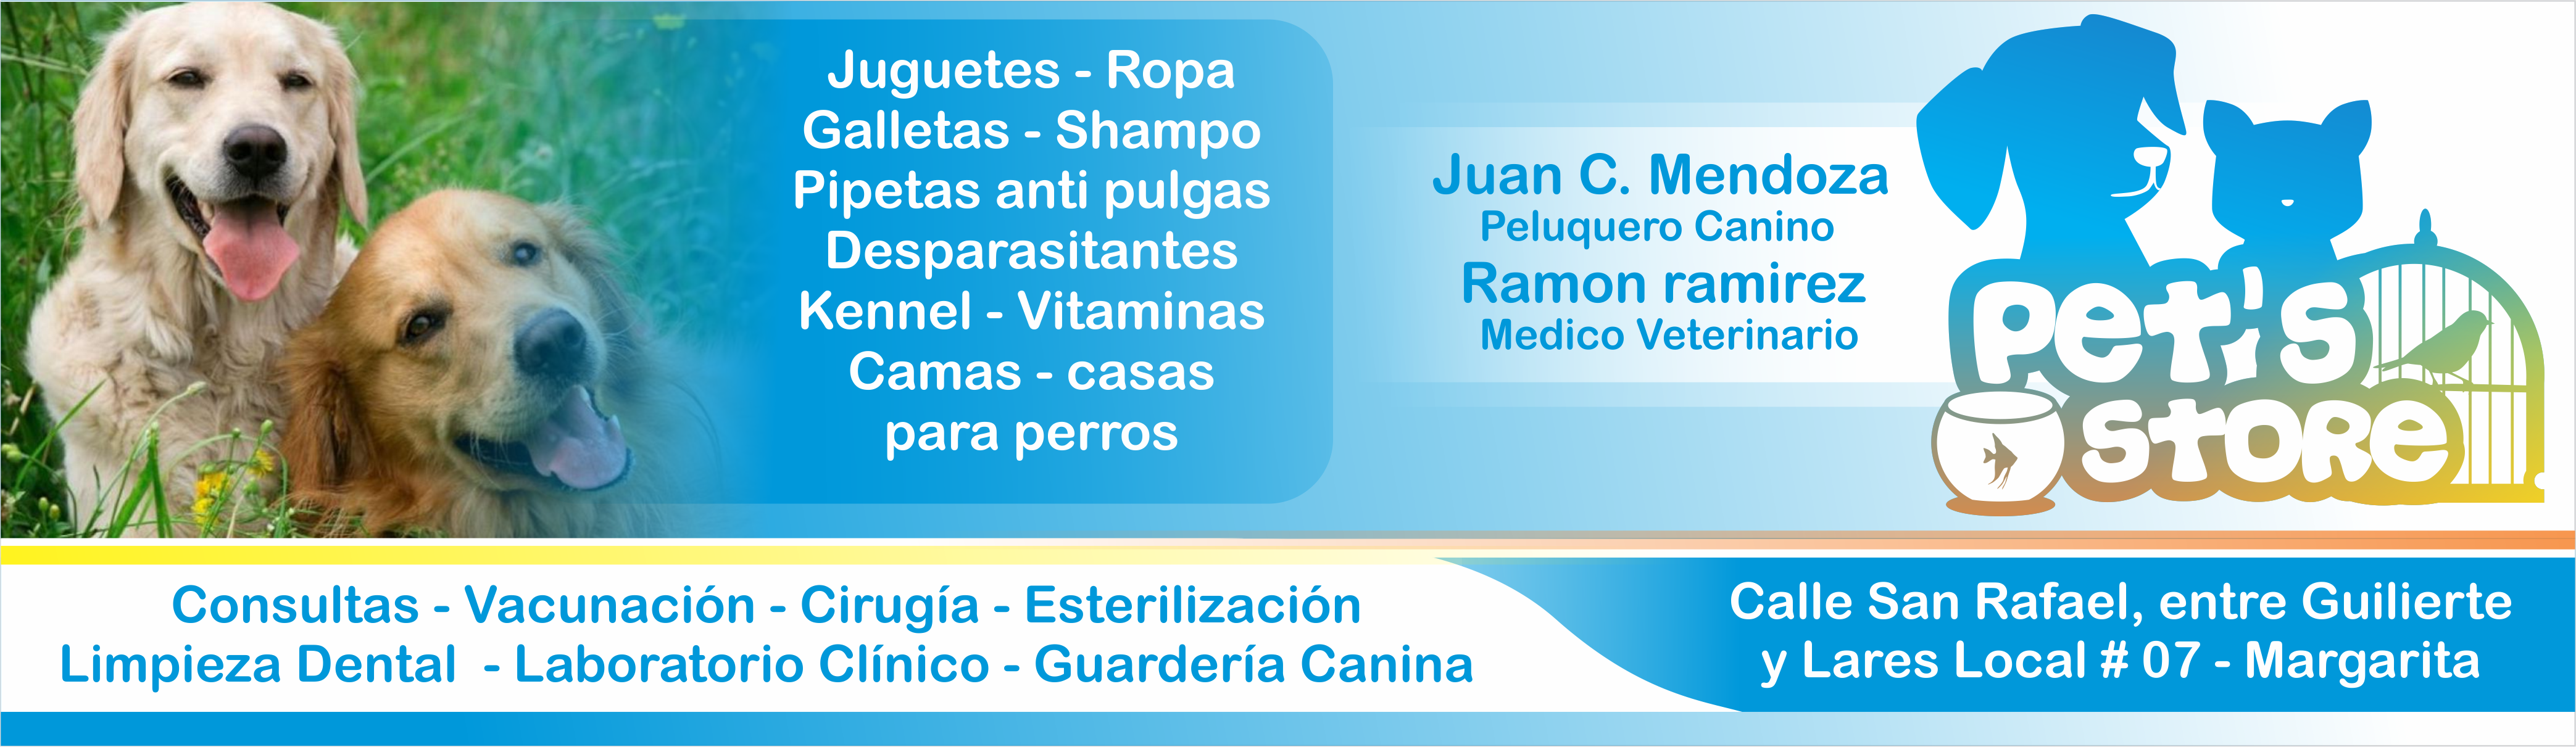 Juguetes - Ropa
Galletas - Shampo
Pipetas anti pulgas
Desparasitantes
Kennel - Vitaminas
Camas - casas
para perros
Juan C. Mendoza
Peluquero Canino
Ramon ramirez
Medico Veterinario
Pet's
STORe
Consultas - Vacunación - Cirugía - Esterilización
Limpieza Dental - Laboratorio Clínico - Guardería Canina
Calle San Rafael, entre Guilierte
y Lares Local # 07 - Margarita